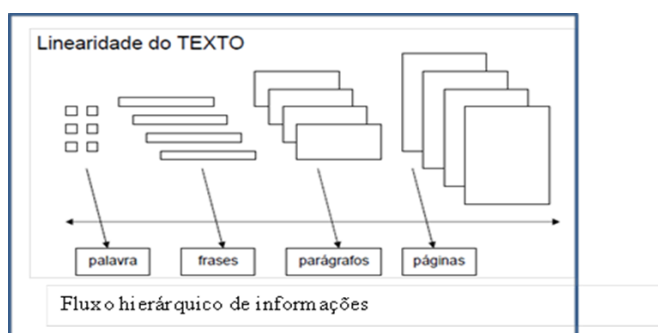 Linearidade do TEXTO
palavra frases parágrafos páginas
Fluxo hierárquico de informações